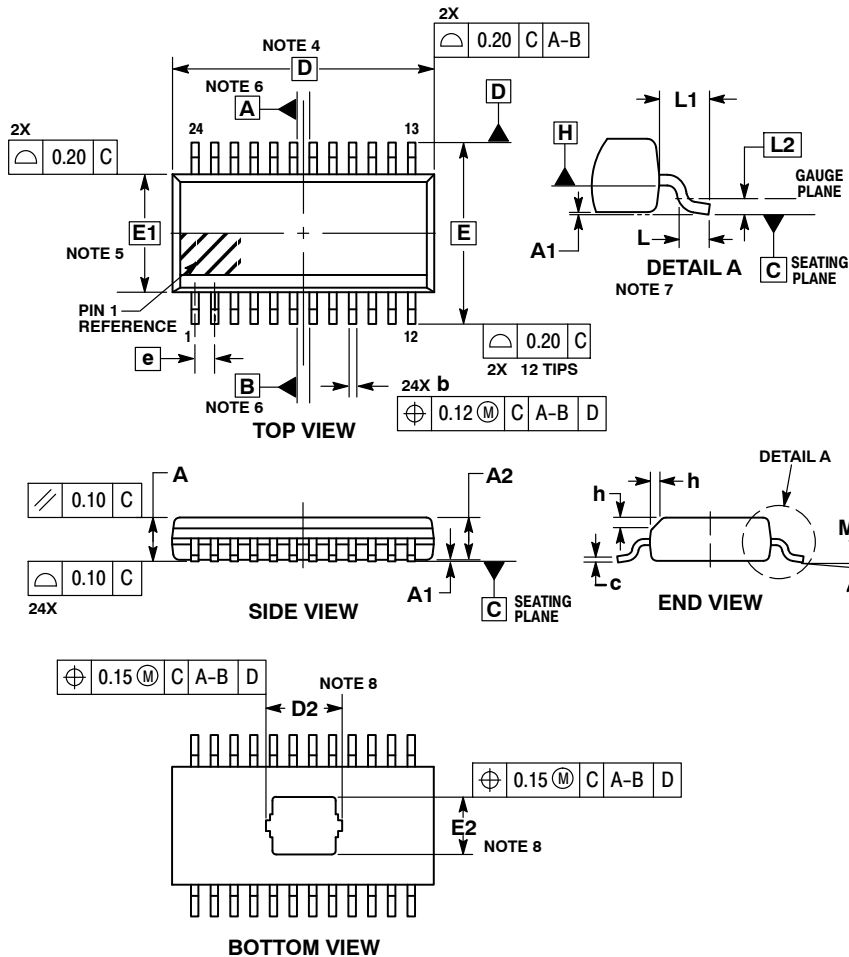 2X
⌓ 0.20 C A-B
NOTE 4
D
NOTE 6
A
D
24
13
2X
⌓ 0.20 C
E1
E
NOTE 5
PIN 1
REFERENCE
1
12
e
⌓ 0.20 C
2X 12 TIPS
B
NOTE 6
24X b
⌖ 0.12 Ⓜ C A-B D
TOP VIEW
L1
H
L2
GAUGE
PLANE
A1
L
DETAIL A
NOTE 7
C SEATING
PLANE
A
A2
⫽ 0.10 C
⌓ 0.10 C
24X
A1
C SEATING
PLANE
SIDE VIEW
DETAIL A
h
h
M
c
END VIEW
⌖ 0.15 Ⓜ C A-B D
NOTE 8
D2
⌖ 0.15 Ⓜ C A-B D
E2
NOTE 8
BOTTOM VIEW